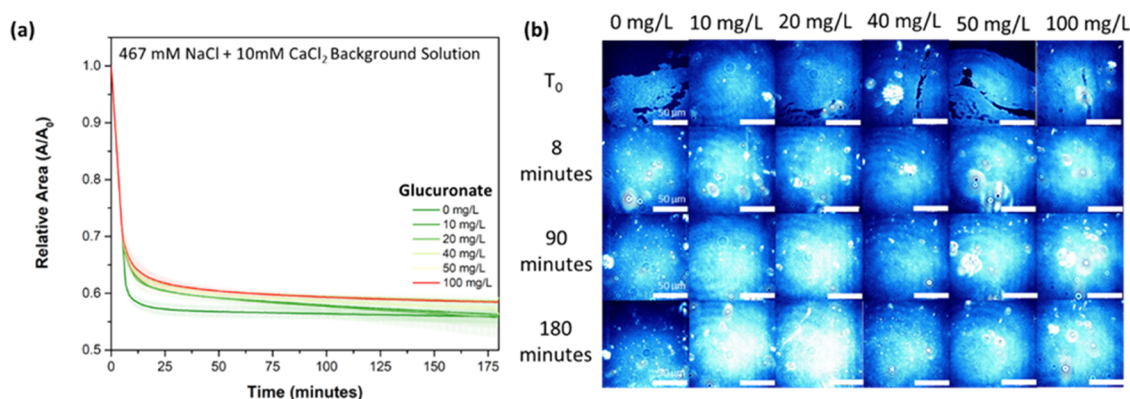 (a)
467 mM NaCl + 10mM CaCl₂ Background Solution
1.0
0.9
0.8
0.7
0.6
0.5
Relative Area (A/A₀)
Glucuronate
0 mg/L
10 mg/L
20 mg/L
40 mg/L
50 mg/L
100 mg/L
0
25
50
75
100
125
150
175
Time (minutes)
(b)
0 mg/L 10 mg/L 20 mg/L 40 mg/L 50 mg/L 100 mg/L
T₀
50 µm
8
minutes
50 µm
90
minutes
180
minutes
50 µm